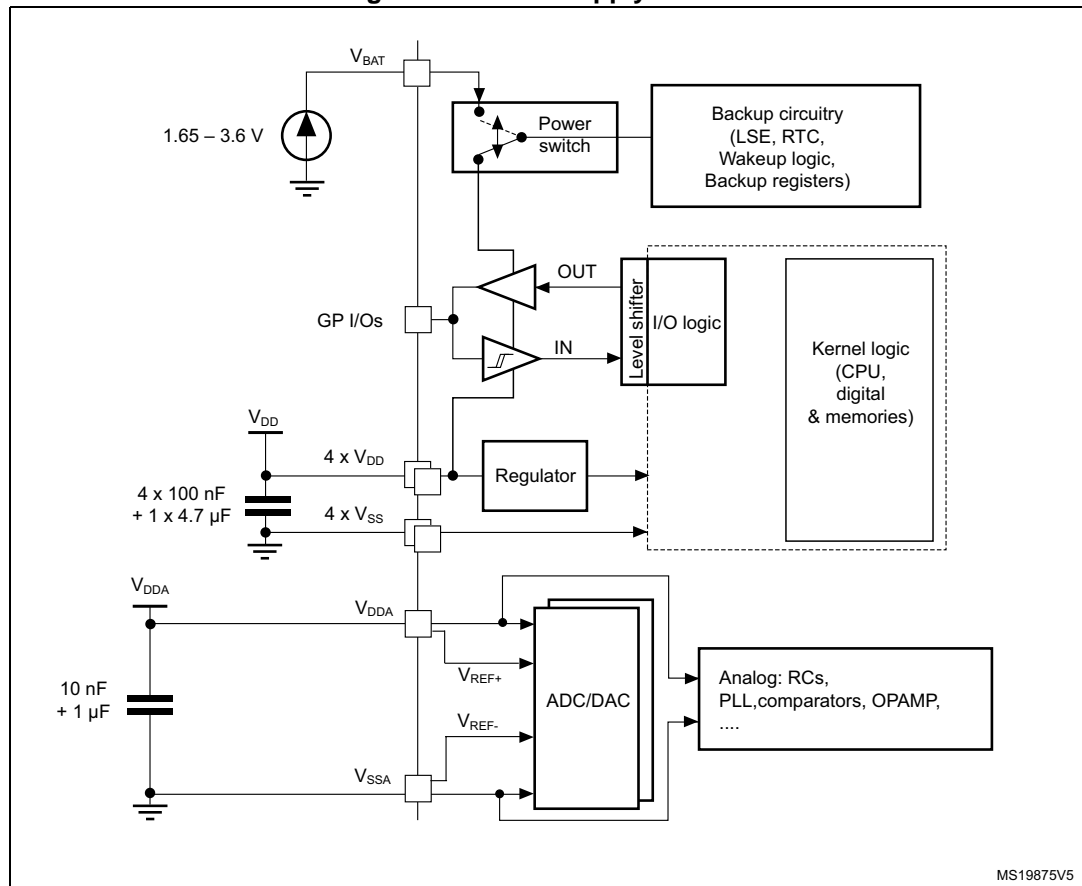 V_BAT
1.65 – 3.6 V
Power
switch
Backup circuitry
(LSE, RTC,
Wakeup logic,
Backup registers)
OUT
GP I/Os
IN
Level shifter
I/O logic
Kernel logic
(CPU,
digital
& memories)
V_DD
4 x V_DD
Regulator
4 x 100 nF
+ 1 x 4.7 µF
4 x V_SS
V_DDA
V_DDA
V_REF+
10 nF
+ 1 µF
ADC/DAC
Analog: RCs,
PLL,comparators, OPAMP,
....
V_REF-
V_SSA
MS19875V5